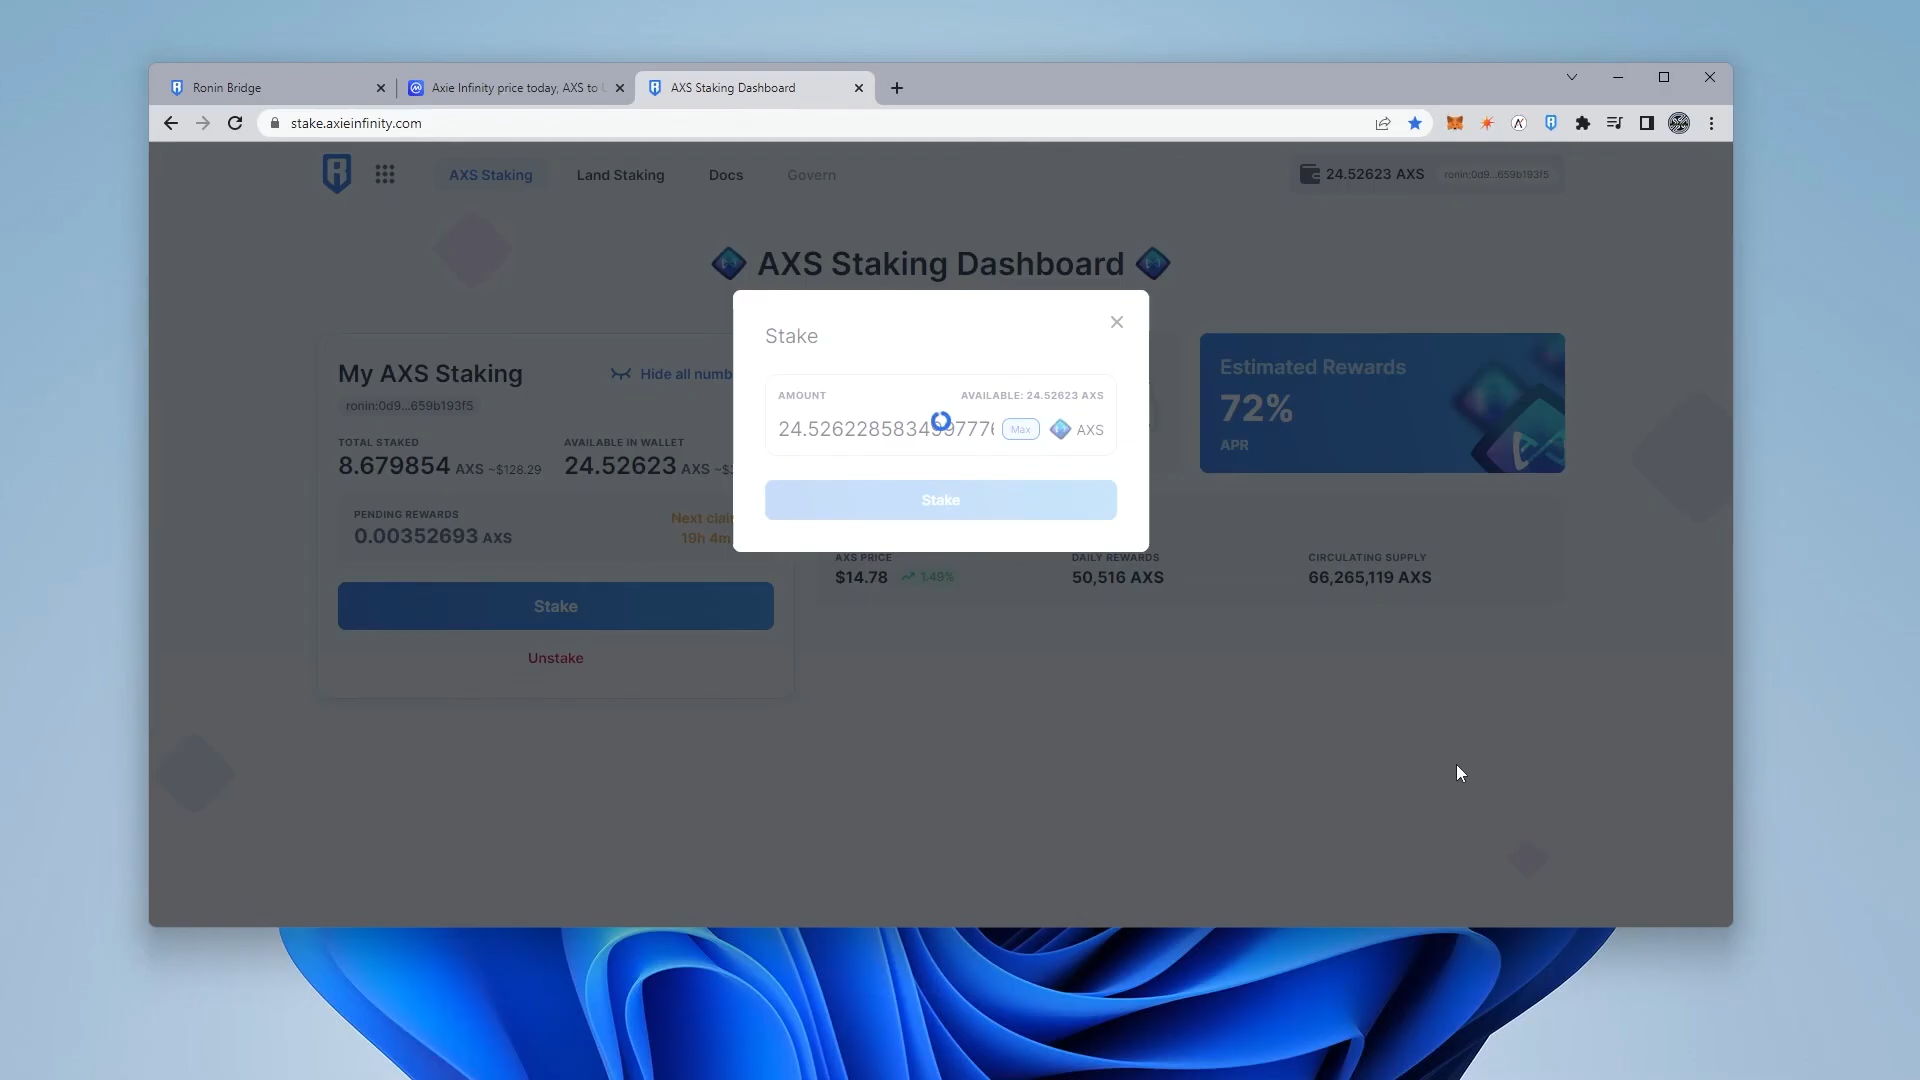 Ronin Bridge
Axie Infinity price today, AXS to
AXS Staking Dashboard
stake.axieinfinity.com
AXS Staking
Land Staking
Docs
Govern
24.52623 AXS
ronin:0d9...659b193f5
AXS Staking Dashboard
My AXS Staking
Hide all numb
ronin:0d9...659b193f5
TOTAL STAKED
8.679854 AXS ~$128.29
AVAILABLE IN WALLET
24.52623 AXS ~$
PENDING REWARDS
0.00352693 AXS
Next clai
19h 4m
Stake
Unstake
Stake
AMOUNT
AVAILABLE: 24.52623 AXS
Max
AXS
Stake
Estimated Rewards
72%
APR
AXS PRICE
$14.78
1.49%
DAILY REWARDS
50,516 AXS
CIRCULATING SUPPLY
66,265,119 AXS